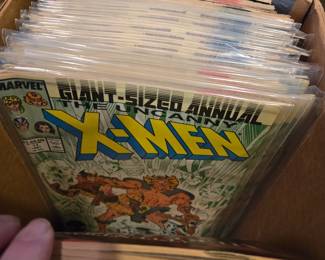 MARVEL
GIANT-SIZED ANNUAL
THE UNCANNY
X-MEN